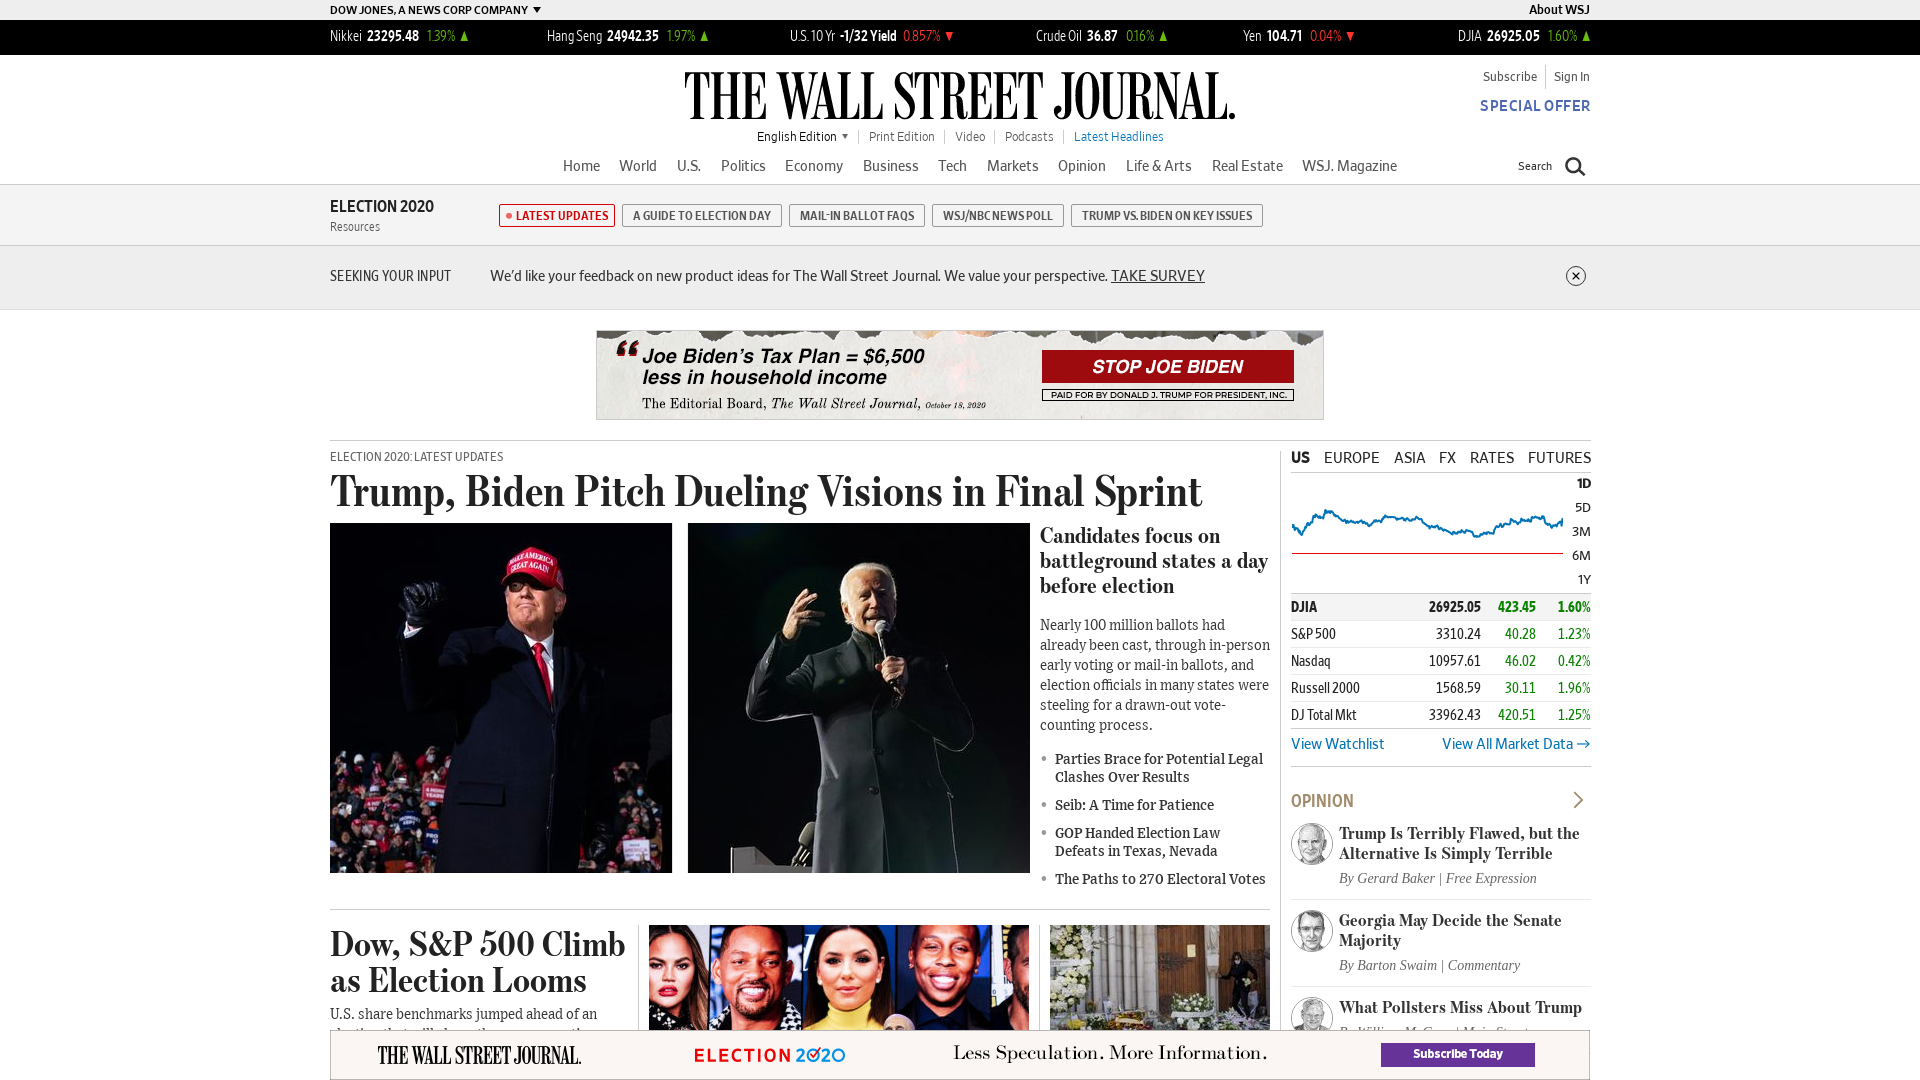 DOW JONES, A NEWS CORP COMPANY
About WSJ
Nikkei 23295.48 1.39%
Hang Seng 24942.35 1.97%
U.S. 10 Yr -1/32 Yield 0.857%
Crude Oil 36.87 0.16%
Yen 104.71 0.04%
DJIA 26925.05 1.60%
THE WALL STREET JOURNAL.
Subscribe Sign In
SPECIAL OFFER
English Edition Print Edition Video Podcasts Latest Headlines
Home World U.S. Politics Economy Business Tech Markets Opinion Life & Arts Real Estate WSJ. Magazine
Search
ELECTION 2020
Resources
LATEST UPDATES
A GUIDE TO ELECTION DAY
MAIL-IN BALLOT FAQS
WSJ/NBC NEWS POLL
TRUMP VS. BIDEN ON KEY ISSUES
SEEKING YOUR INPUT
We’d like your feedback on new product ideas for The Wall Street Journal. We value your perspective. TAKE SURVEY
“Joe Biden’s Tax Plan = $6,500
less in household income
The Editorial Board, The Wall Street Journal, October 18, 2020
STOP JOE BIDEN
PAID FOR BY DONALD J. TRUMP FOR PRESIDENT, INC.
ELECTION 2020: LATEST UPDATES
Trump, Biden Pitch Dueling Visions in Final Sprint
MAKE AMERICA
GREAT AGAIN
Candidates focus on
battleground states a day
before election
Nearly 100 million ballots had
already been cast, through in-person
early voting or mail-in ballots, and
election officials in many states were
steeling for a drawn-out vote-
counting process.
Parties Brace for Potential Legal
Clashes Over Results
Seib: A Time for Patience
GOP Handed Election Law
Defeats in Texas, Nevada
The Paths to 270 Electoral Votes
US EUROPE ASIA FX RATES FUTURES
1D
5D
3M
6M
1Y
DJIA 26925.05 423.45 1.60%
S&P 500 3310.24 40.28 1.23%
Nasdaq 10957.61 46.02 0.42%
Russell 2000 1568.59 30.11 1.96%
DJ Total Mkt 33962.43 420.51 1.25%
View Watchlist View All Market Data
OPINION
Trump Is Terribly Flawed, but the
Alternative Is Simply Terrible
By Gerard Baker | Free Expression
Georgia May Decide the Senate
Majority
By Barton Swaim | Commentary
What Pollsters Miss About Trump
Dow, S&P 500 Climb
as Election Looms
U.S. share benchmarks jumped ahead of an
THE WALL STREET JOURNAL.
ELECTION 2020
Less Speculation. More Information.
Subscribe Today